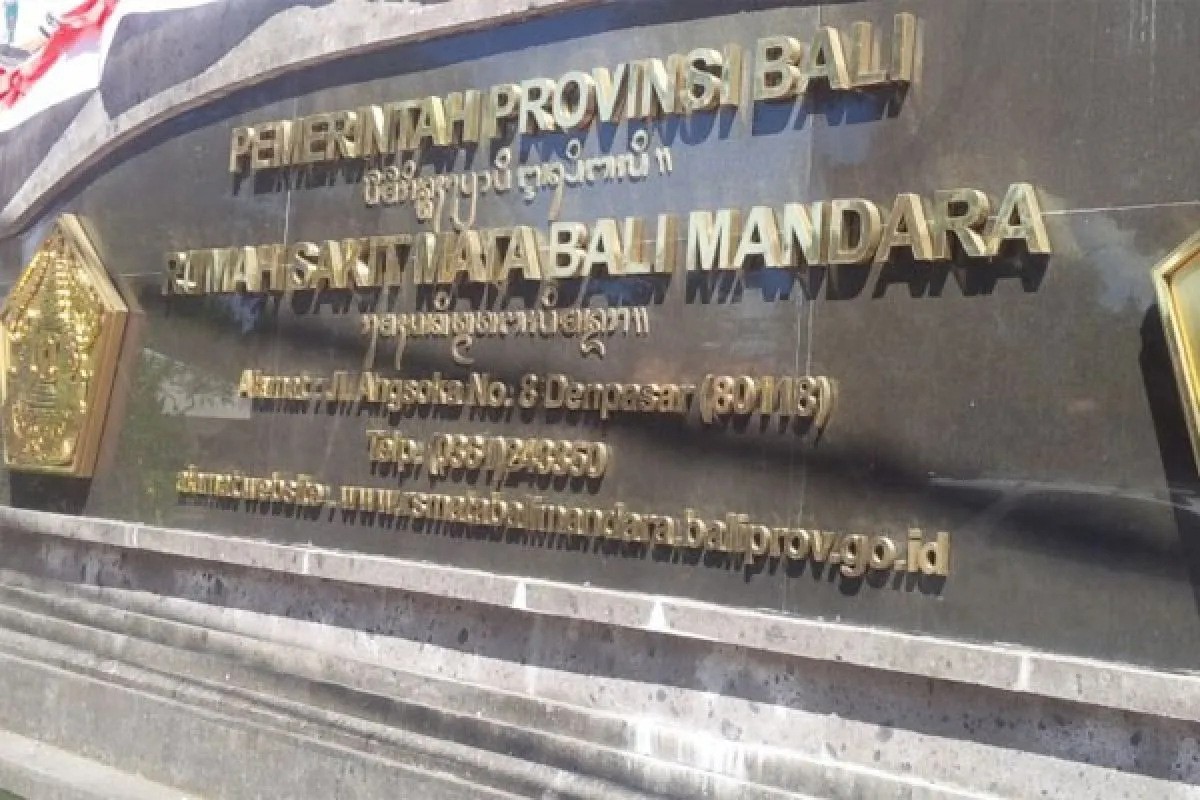 PEMERINTAH PROVINSI BALI
RUMAH SAKIT MATA BALI MANDARA
Alamat : Jl. Angsoka No. 8 Denpasar (80118)
Telp : (0361) 243350
alamat website : www.rsmatabalimandara.baliprov.go.id